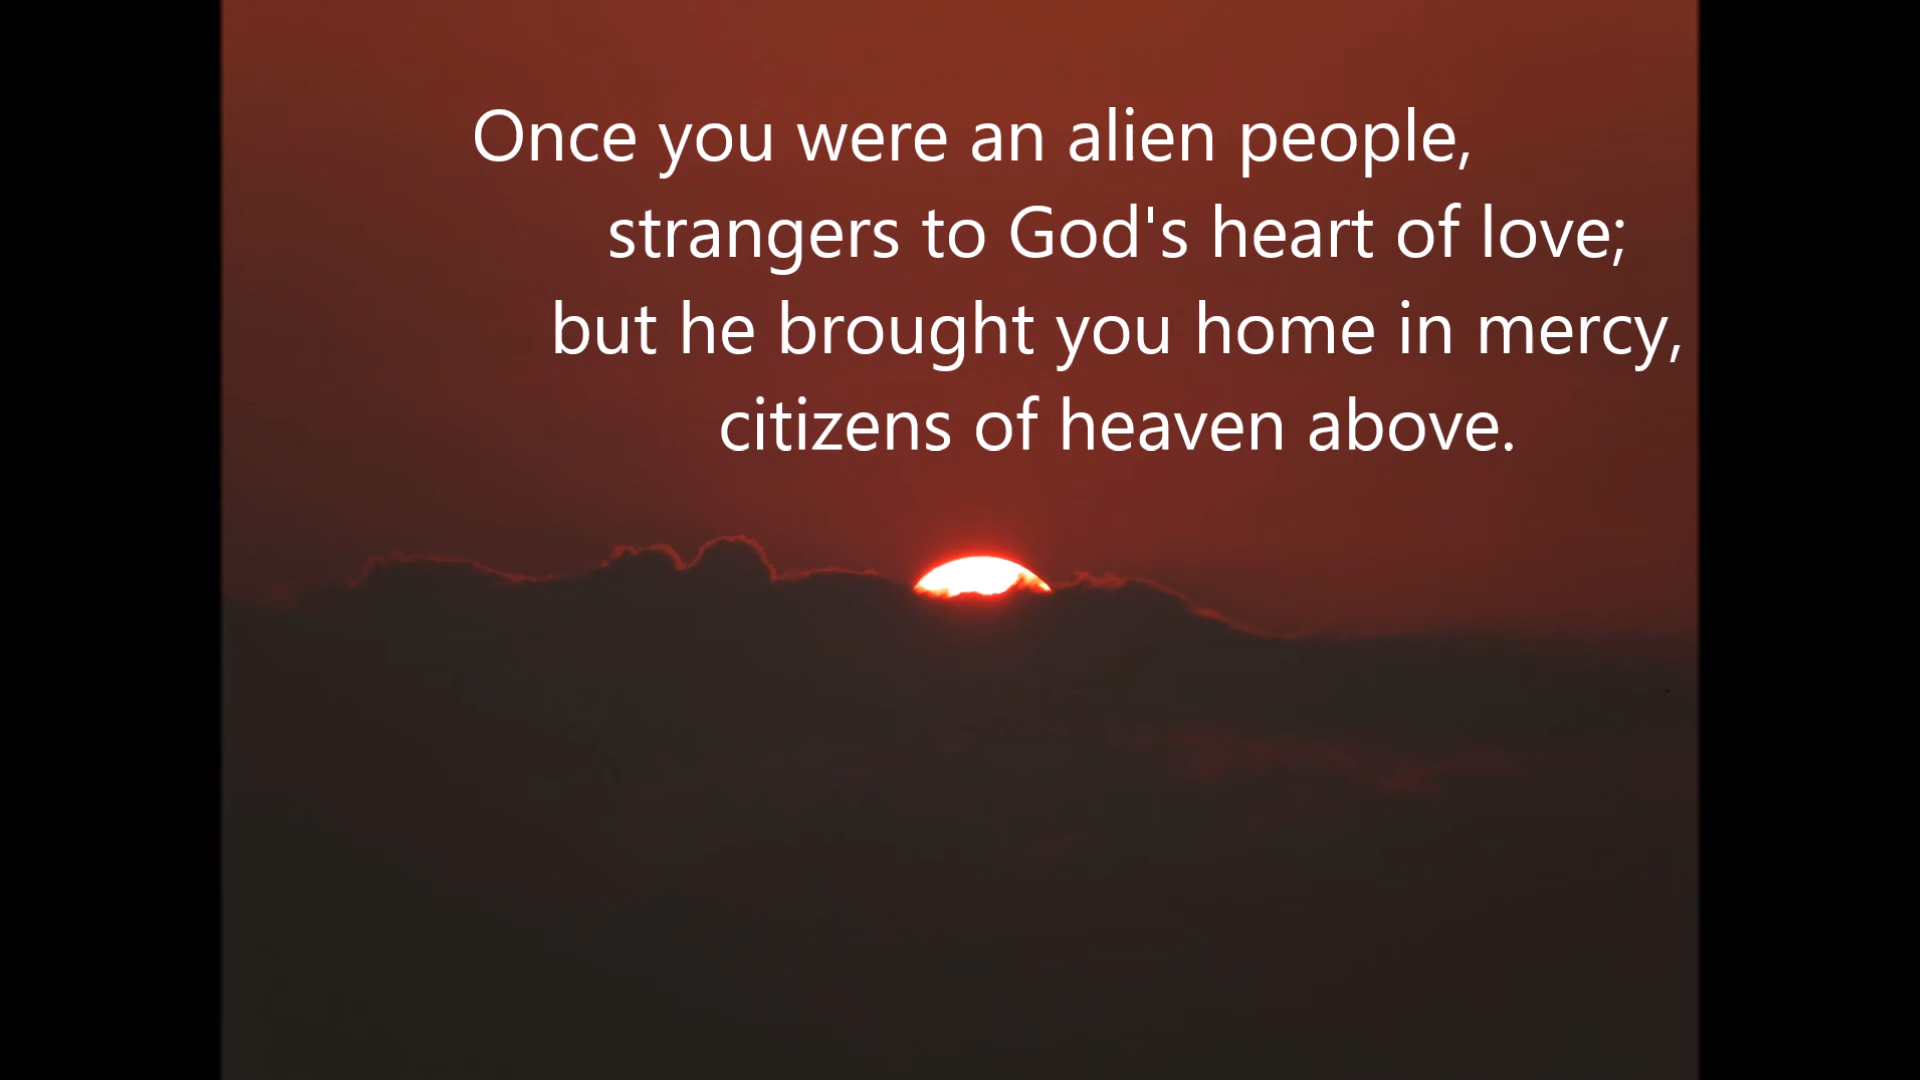 Once you were an alien people,
strangers to God's heart of love;
but he brought you home in mercy,
citizens of heaven above.